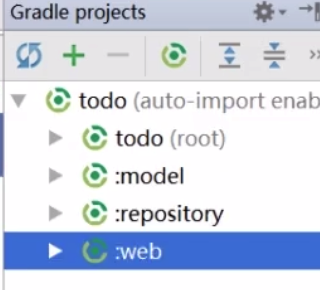 Gradle projects
todo (auto-import enab
todo (root)
:model
:repository
:web